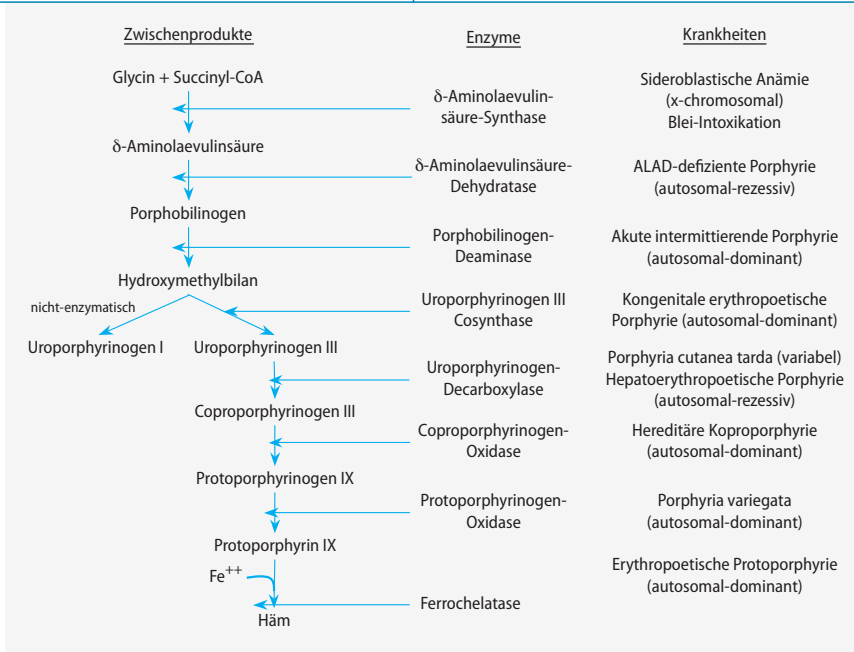 Zwischenprodukte
Enzyme
Krankheiten
Glycin + Succinyl-CoA
δ-Aminolaevulin-
säure-Synthase
Sideroblastische Anämie
(x-chromosomal)
Blei-Intoxikation
δ-Aminolaevulinsäure
δ-Aminolaevulinsäure-
Dehydratase
ALAD-defiziente Porphyrie
(autosomal-rezessiv)
Porphobilinogen
Porphobilinogen-
Deaminase
Akute intermittierende Porphyrie
(autosomal-dominant)
Hydroxymethylbilan
nicht-enzymatisch
Uroporphyrinogen III
Cosynthase
Kongenitale erythropoetische
Porphyrie (autosomal-dominant)
Uroporphyrinogen I
Uroporphyrinogen III
Uroporphyrinogen-
Decarboxylase
Porphyria cutanea tarda (variabel)
Hepatoerythropoetische Porphyrie
(autosomal-rezessiv)
Coproporphyrinogen III
Coproporphyrinogen-
Oxidase
Hereditäre Koproporphyrie
(autosomal-dominant)
Protoporphyrinogen IX
Protoporphyrinogen-
Oxidase
Porphyria variegata
(autosomal-dominant)
Protoporphyrin IX
Fe++
Ferrochelatase
Erythropoetische Protoporphyrie
(autosomal-dominant)
Häm